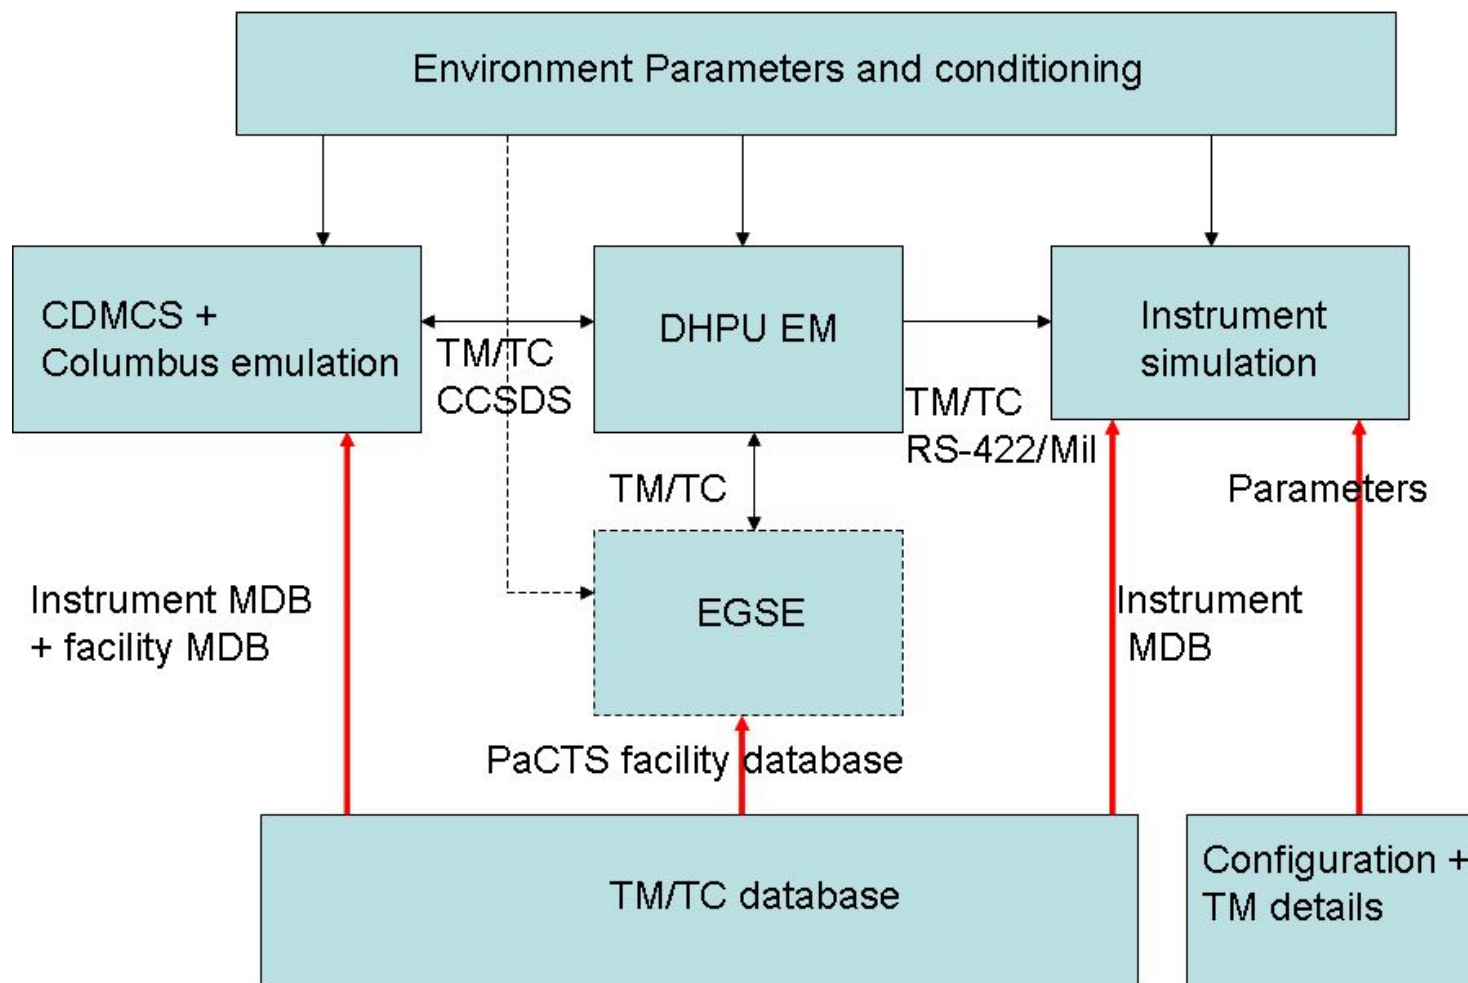 Environment Parameters and conditioning
CDMCS +
Columbus emulation
TM/TC
CCSDS
DHPU EM
TM/TC
RS-422/Mil
Instrument
simulation
TM/TC
Parameters
Instrument MDB
+ facility MDB
EGSE
Instrument
MDB
PaCTS facility database
TM/TC database
Configuration +
TM details